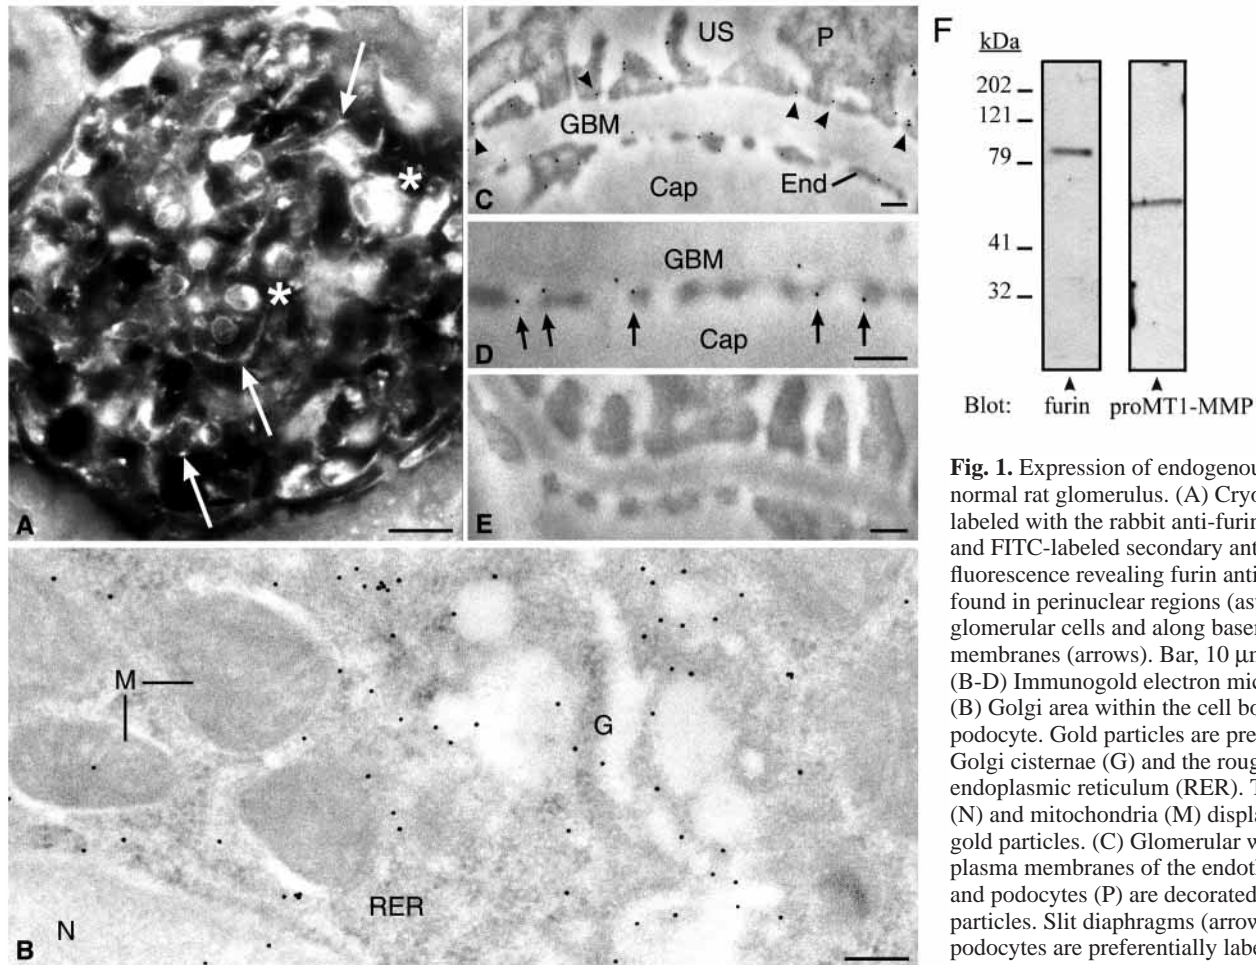 A
*
*
C
US
P
GBM
Cap
End
D
GBM
Cap
E
B
M
G
RER
N
F
kDa
202
121
79
41
32
Blot: furin proMT1-MMP
Fig. 1. Expression of endogenou
normal rat glomerulus. (A) Cryo
labeled with the rabbit anti-furin
and FITC-labeled secondary ant
fluorescence revealing furin anti
found in perinuclear regions (as
glomerular cells and along baser
membranes (arrows). Bar, 10 μm
(B-D) Immunogold electron mic
(B) Golgi area within the cell bo
podocyte. Gold particles are pre
Golgi cisternae (G) and the roug
endoplasmic reticulum (RER). T
(N) and mitochondria (M) displa
gold particles. (C) Glomerular w
plasma membranes of the endoth
and podocytes (P) are decorated
particles. Slit diaphragms (arrow
podocytes are preferentially labe